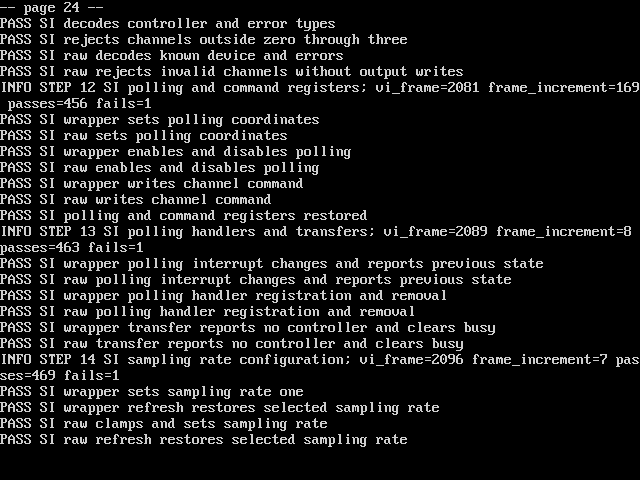 -- page 24 --
PASS SI decodes controller and error types
PASS SI rejects channels outside zero through three
PASS SI raw decodes known device and errors
PASS SI raw rejects invalid channels without output writes
INFO STEP 12 SI polling and command registers; vi_frame=2081 frame_increment=169
 passes=456 fails=1
PASS SI wrapper sets polling coordinates
PASS SI raw sets polling coordinates
PASS SI wrapper enables and disables polling
PASS SI raw enables and disables polling
PASS SI wrapper writes channel command
PASS SI raw writes channel command
PASS SI polling and command registers restored
INFO STEP 13 SI polling handlers and transfers; vi_frame=2089 frame_increment=8
passes=463 fails=1
PASS SI wrapper polling interrupt changes and reports previous state
PASS SI raw polling interrupt changes and reports previous state
PASS SI wrapper polling handler registration and removal
PASS SI raw polling handler registration and removal
PASS SI wrapper transfer reports no controller and clears busy
PASS SI raw transfer reports no controller and clears busy
INFO STEP 14 SI sampling rate configuration; vi_frame=2096 frame_increment=7 pas
ses=469 fails=1
PASS SI wrapper sets sampling rate one
PASS SI wrapper refresh restores selected sampling rate
PASS SI raw clamps and sets sampling rate
PASS SI raw refresh restores selected sampling rate